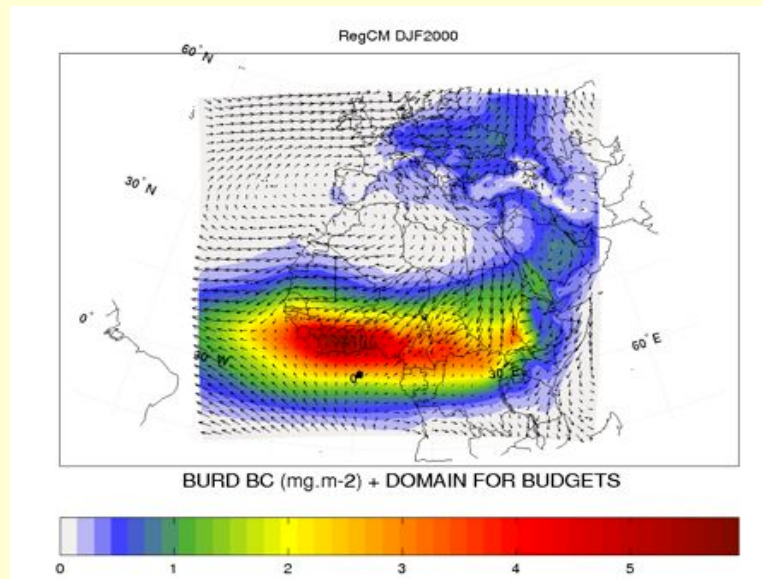 RegCM DJF2000
60° N
30° N
0°
30° W
0°
30° E
60° E
BURD BC (mg.m-2) + DOMAIN FOR BUDGETS
0 1 2 3 4 5